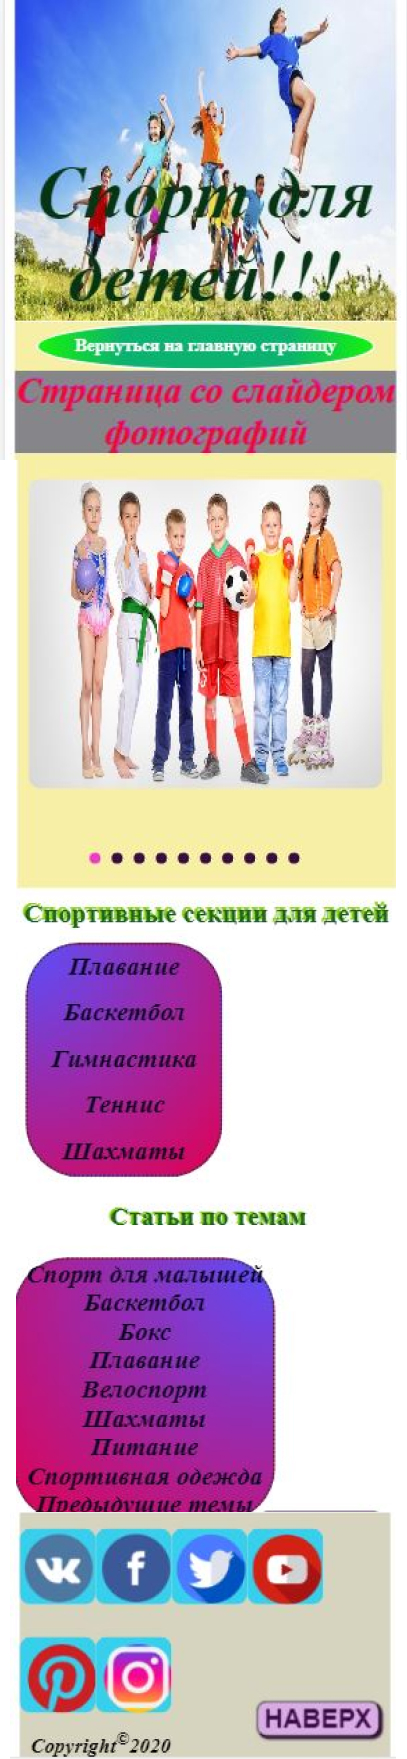 Спорт для
детей!!!
Вернуться на главную страницу
Страница со слайдером
фотографий
Спортивные секции для детей
Плавание
Баскетбол
Гимнастика
Теннис
Шахматы
Статьи по темам
Спорт для малышей
Баскетбол
Бокс
Плавание
Велоспорт
Шахматы
Питание
Спортивная одежда
Предыдущие темы
НАВЕРХ
Copyright©2020